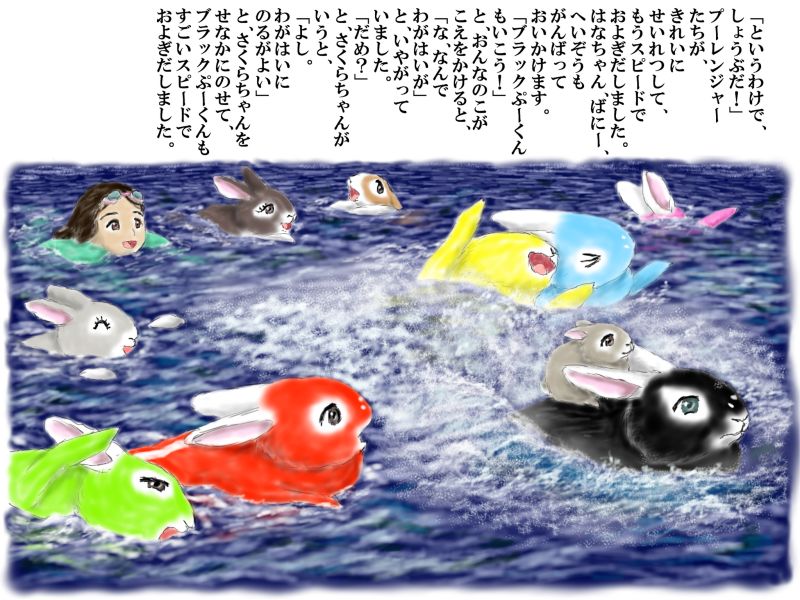 「というわけで、
しょうぶだ！」
プーレンジャー
たちが、
きれいに
せいれつして、
もうスピードで
およぎだしました。
はなちゃん、ばにー、
へいぞうも
がんばって
おいかけます。
「ブラックぷーくん
もいこう！」
と、おんなのこが
こえをかけると、
「な、なんで
わがはいが」
と、いやがって
いました。
「だめ？」
と、さくらちゃんが
いうと、
「よし。
わがはいに
のるがよい」
と、さくらちゃんを
せなかにのせて、
ブラックぷーくんも
すごいスピードで
およぎだしました。